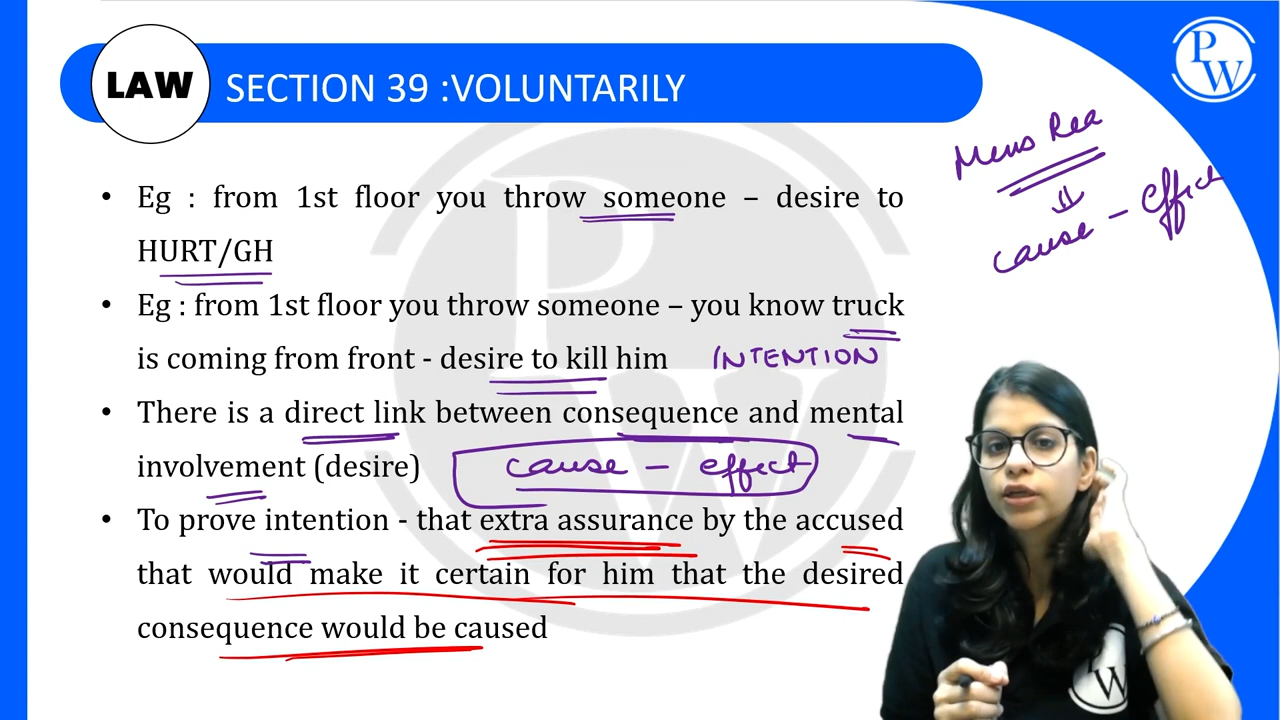 LAW SECTION 39 :VOLUNTARILY
PW
Mens Rea
⇓
cause - effect
• Eg : from 1st floor you throw someone – desire to
HURT/GH
• Eg : from 1st floor you throw someone – you know truck
is coming from front - desire to kill him INTENTION
• There is a direct link between consequence and mental
involvement (desire) cause - effect
• To prove intention - that extra assurance by the accused
that would make it certain for him that the desired
consequence would be caused
PW
PW